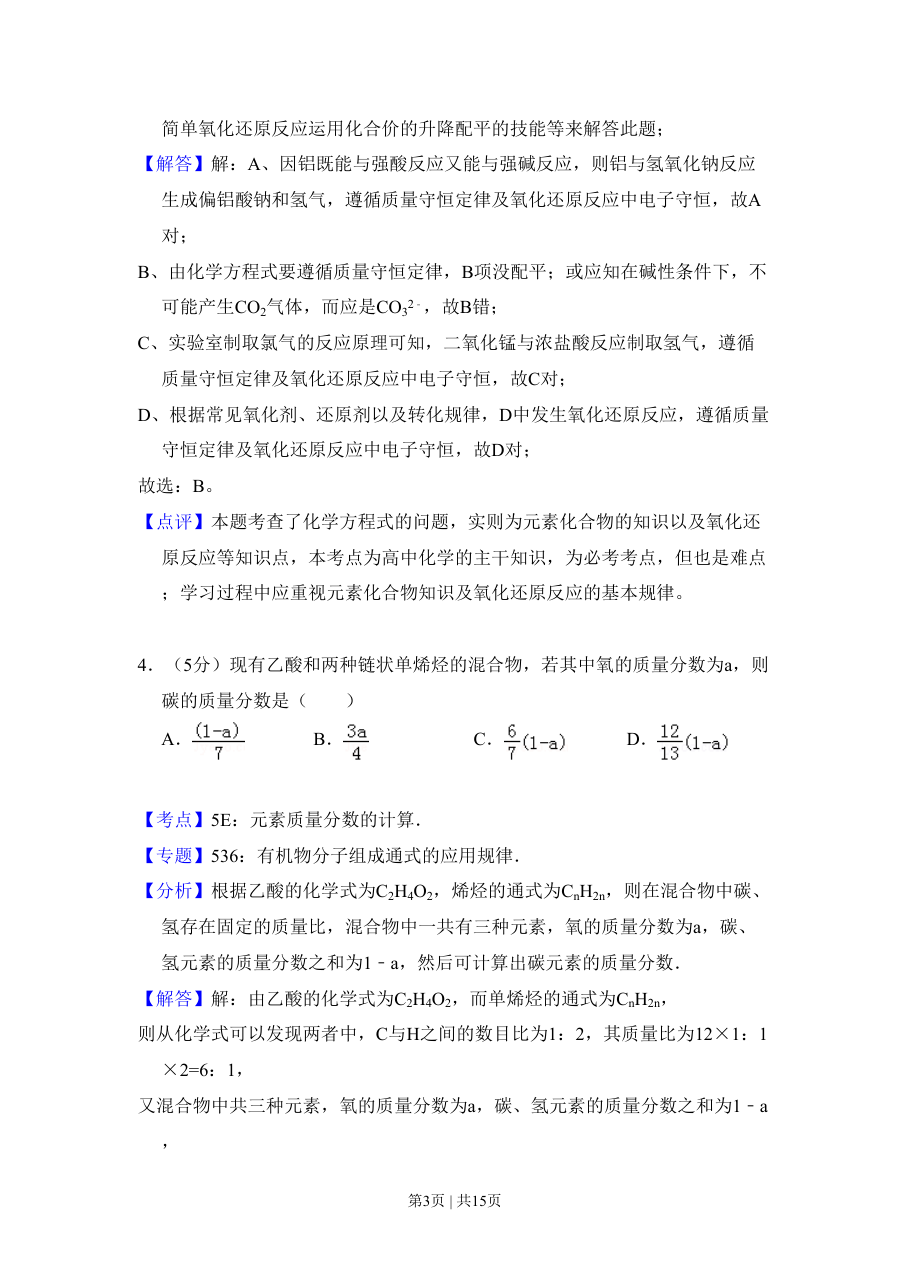 简单氧化还原反应运用化合价的升降配平的技能等来解答此题；
【解答】解：A、因铝既能与强酸反应又能与强碱反应，则铝与氢氧化钠反应
生成偏铝酸钠和氢气，遵循质量守恒定律及氧化还原反应中电子守恒，故A
对；
B、由化学方程式要遵循质量守恒定律，B项没配平；或应知在碱性条件下，不
可能产生CO₂气体，而应是CO₃²⁻，故B错；
C、实验室制取氯气的反应原理可知，二氧化锰与浓盐酸反应制取氢气，遵循
质量守恒定律及氧化还原反应中电子守恒，故C对；
D、根据常见氧化剂、还原剂以及转化规律，D中发生氧化还原反应，遵循质量
守恒定律及氧化还原反应中电子守恒，故D对；
故选：B。
【点评】本题考查了化学方程式的问题，实则为元素化合物的知识以及氧化还
原反应等知识点，本考点为高中化学的主干知识，为必考考点，但也是难点
；学习过程中应重视元素化合物知识及氧化还原反应的基本规律。
4．（5分）现有乙酸和两种链状单烯烃的混合物，若其中氧的质量分数为a，则
碳的质量分数是（　　）
A．(1-a)/7　B．3a/4　C．6/7(1-a)　D．12/13(1-a)
【考点】5E：元素质量分数的计算．
【专题】536：有机物分子组成通式的应用规律．
【分析】根据乙酸的化学式为C₂H₄O₂，烯烃的通式为CₙH₂ₙ，则在混合物中碳、
氢存在固定的质量比，混合物中一共有三种元素，氧的质量分数为a，碳、
氢元素的质量分数之和为1﹣a，然后可计算出碳元素的质量分数．
【解答】解：由乙酸的化学式为C₂H₄O₂，而单烯烃的通式为CₙH₂ₙ，
则从化学式可以发现两者中，C与H之间的数目比为1：2，其质量比为12×1：1
×2=6：1，
又混合物中共三种元素，氧的质量分数为a，碳、氢元素的质量分数之和为1﹣a
，
第3页 | 共15页